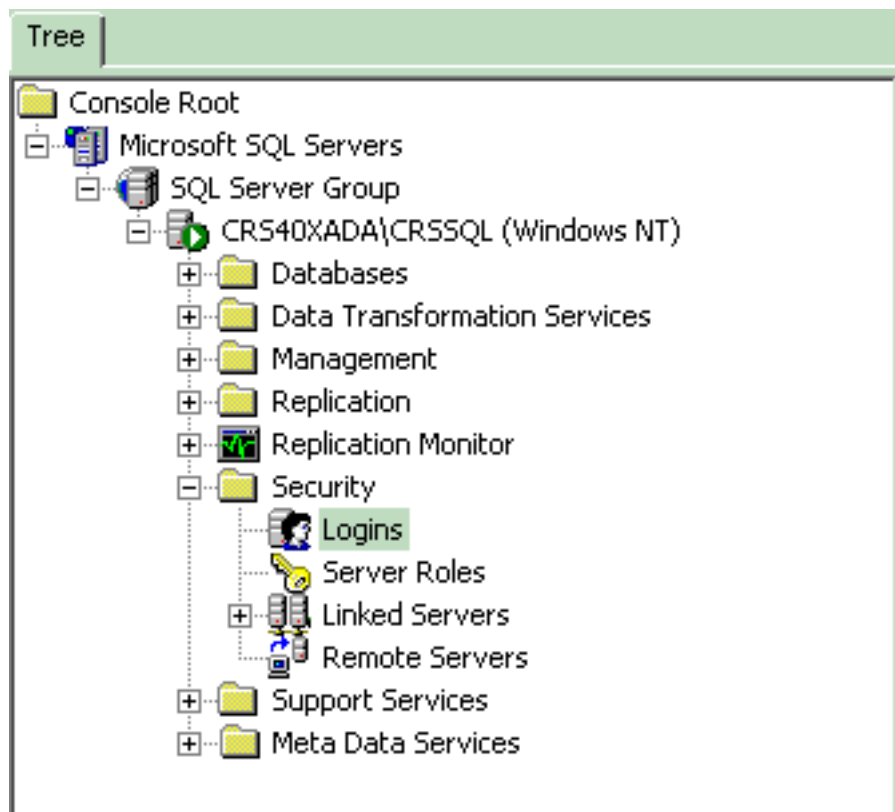 Tree
Console Root
Microsoft SQL Servers
SQL Server Group
CRS40XADA\CRSSQL (Windows NT)
Databases
Data Transformation Services
Management
Replication
Replication Monitor
Security
Logins
Server Roles
Linked Servers
Remote Servers
Support Services
Meta Data Services